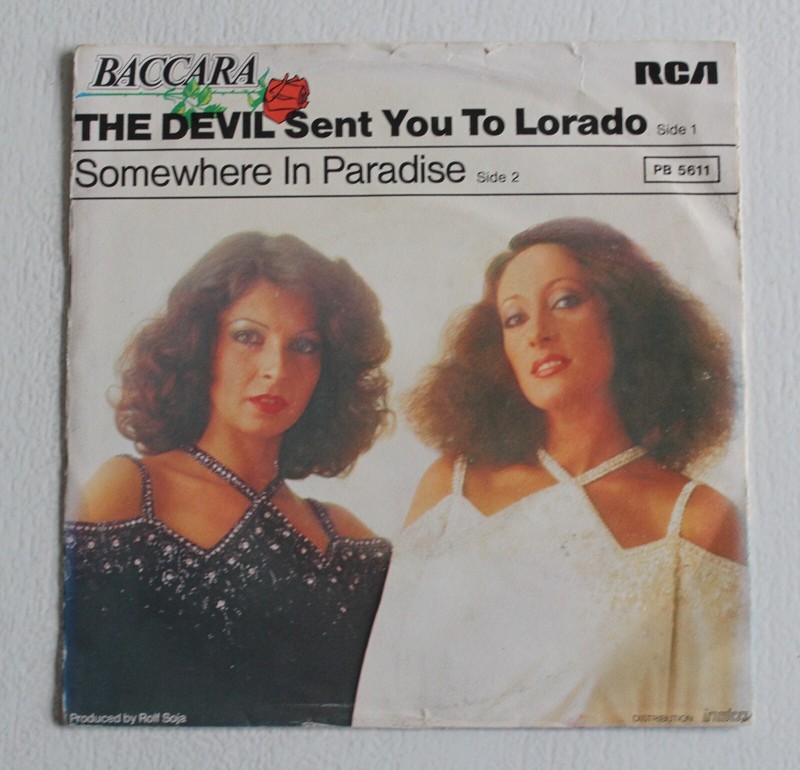 BACCARA
RCA
THE DEVIL Sent You To Lorado Side 1
Somewhere In Paradise Side 2
PB 5611
Produced by Rolf Soja
DISTRIBUTION